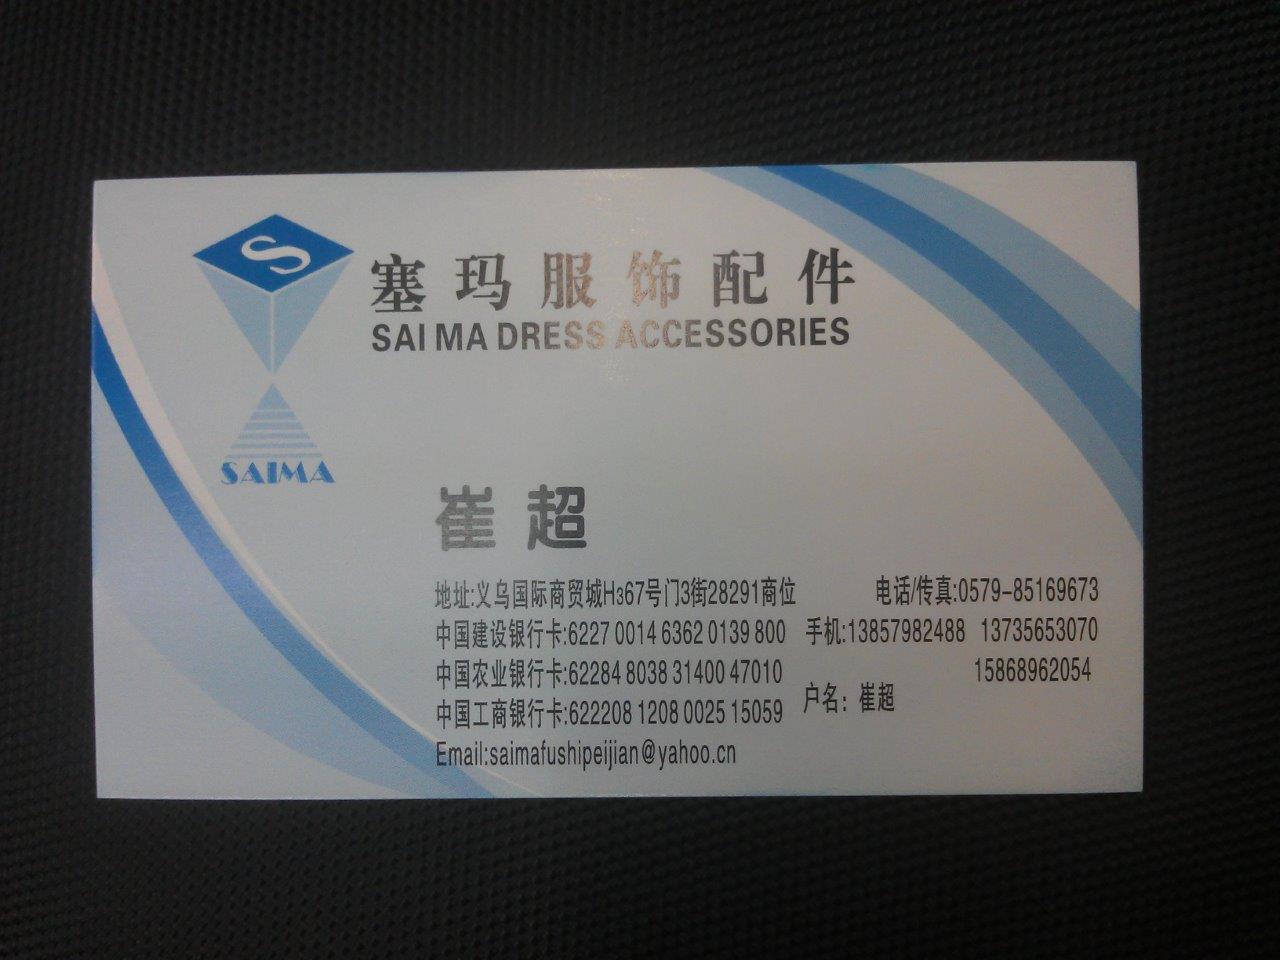 S
塞玛服饰配件
SAI MA DRESS ACCESSORIES
SAIMA
崔超
地址:义乌国际商贸城H367号门3街28291商位 电话/传真:0579-85169673
中国建设银行卡:6227 0014 6362 0139 800 手机:13857982488 13735653070
中国农业银行卡:62284 8038 31400 47010 15868962054
中国工商银行卡:622208 1208 0025 15059 户名：崔超
Email:saimafushipeijian@yahoo.cn